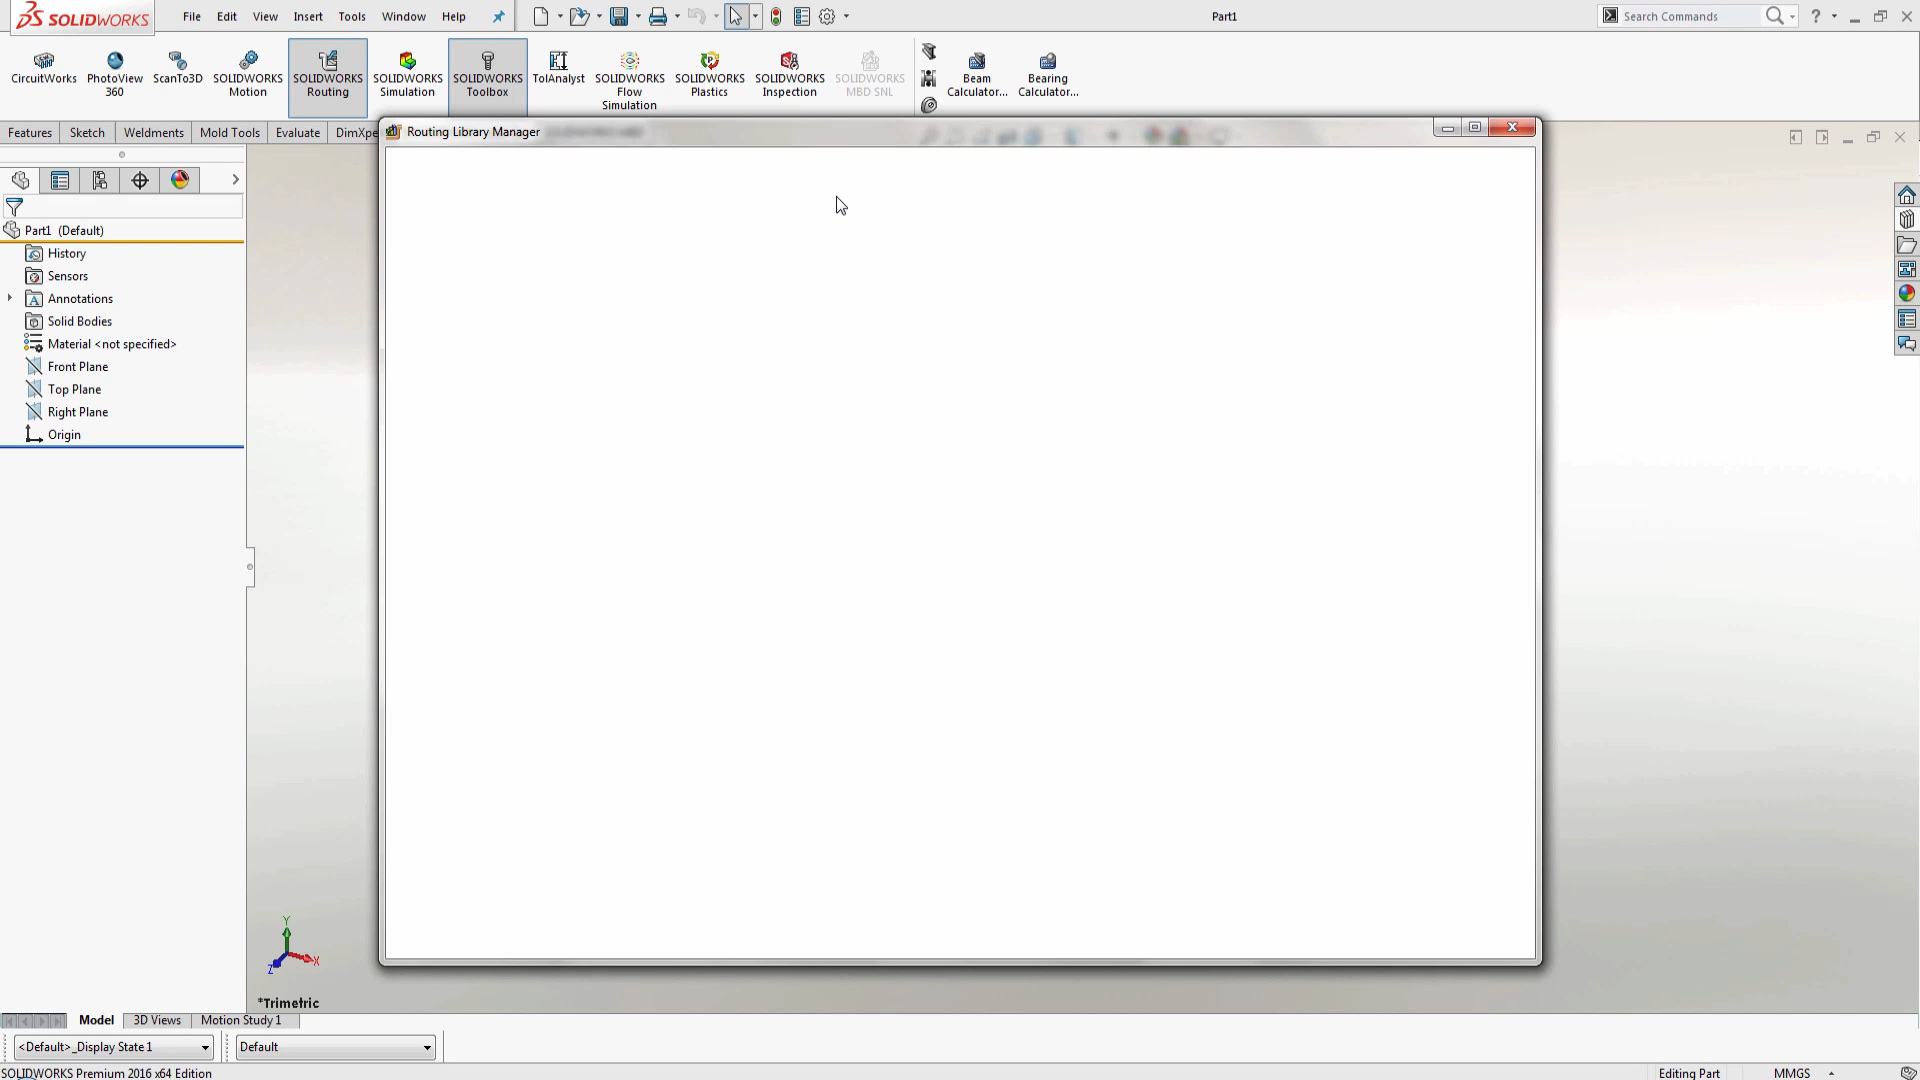 SOLIDWORKS File Edit View Insert Tools Window Help Part1 Search Commands ?
CircuitWorks
PhotoView 360
ScanTo3D
SOLIDWORKS Motion
SOLIDWORKS Routing
SOLIDWORKS Simulation
SOLIDWORKS Toolbox
TolAnalyst
SOLIDWORKS Flow Simulation
SOLIDWORKS Plastics
SOLIDWORKS Inspection
SOLIDWORKS MBD SNL
Beam Calculator...
Bearing Calculator...
Features Sketch Weldments Mold Tools Evaluate DimXpe
Routing Library Manager
Part1 (Default)
History
Sensors
Annotations
Solid Bodies
Material <not specified>
Front Plane
Top Plane
Right Plane
Origin
Y
X
Z
*Trimetric
Model 3D Views Motion Study 1
<Default>_Display State 1 Default
SOLIDWORKS Premium 2016 x64 Edition Editing Part MMGS